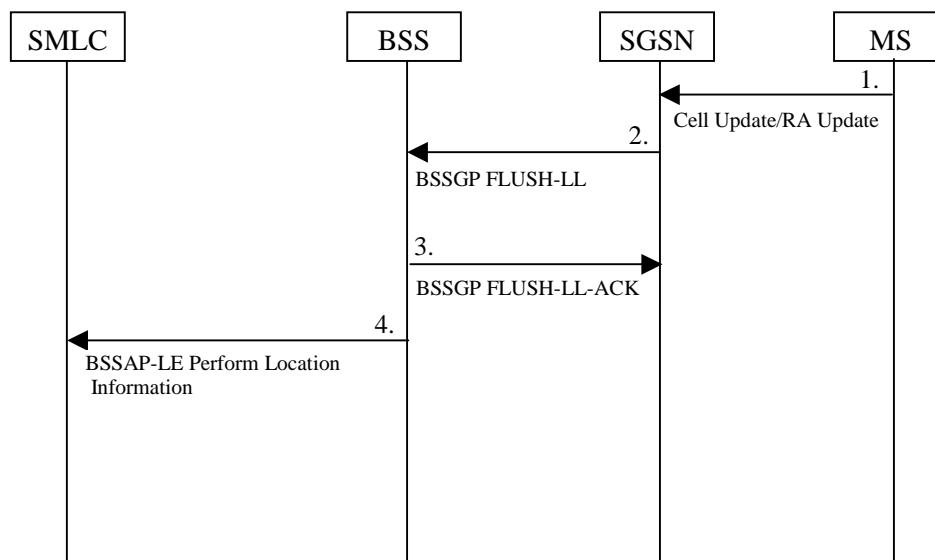 SMLC
BSS
SGSN
MS
1.
Cell Update/RA Update
2.
BSSGP FLUSH-LL
3.
BSSGP FLUSH-LL-ACK
4.
BSSAP-LE Perform Location
Information